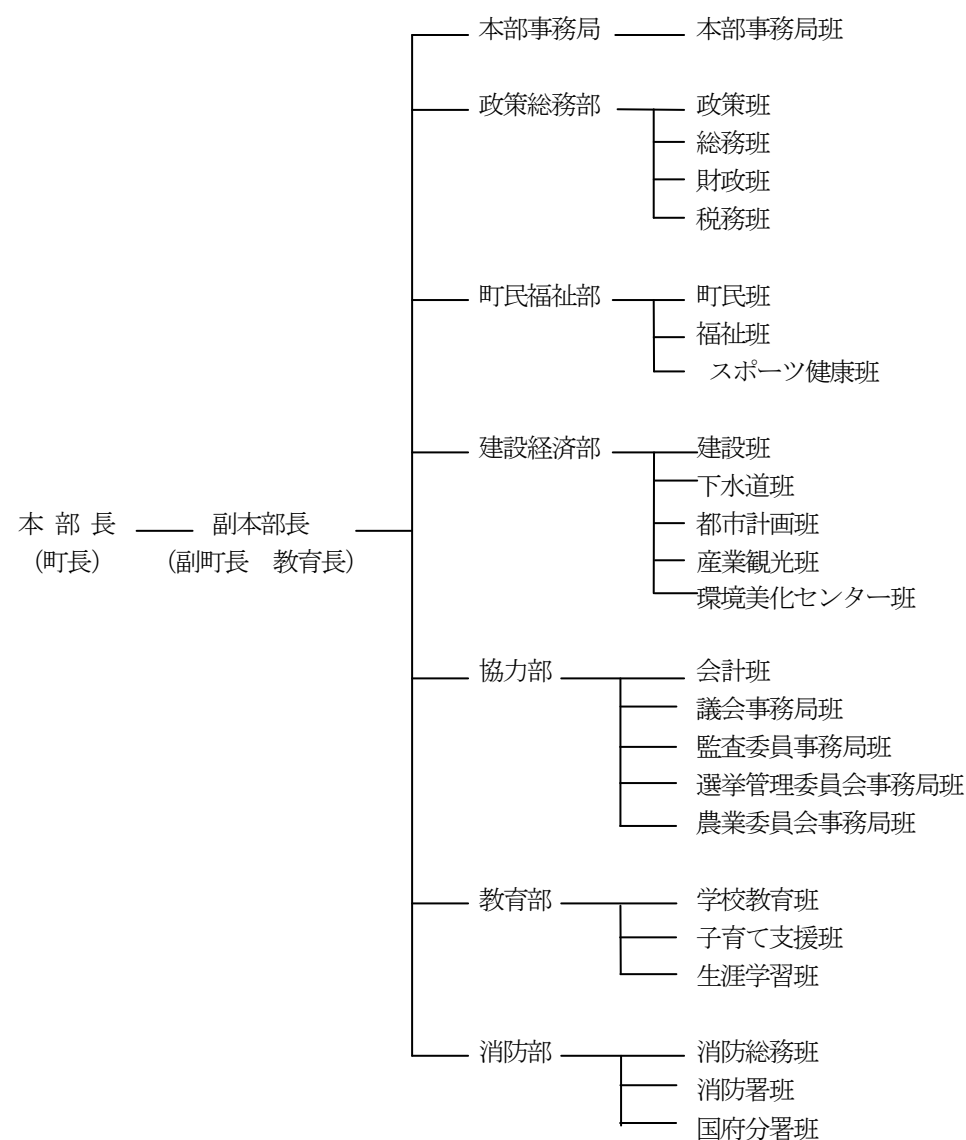 本部事務局 本部事務局班
政策総務部 政策班
総務班
財政班
税務班
町民福祉部 町民班
福祉班
スポーツ健康班
建設経済部 建設班
下水道班
本 部 長 副本部長 都市計画班
(町長) (副町長 教育長) 産業観光班
環境美化センター班
協力部 会計班
議会事務局班
監査委員事務局班
選挙管理委員会事務局班
農業委員会事務局班
教育部 学校教育班
子育て支援班
生涯学習班
消防部 消防総務班
消防署班
国府分署班